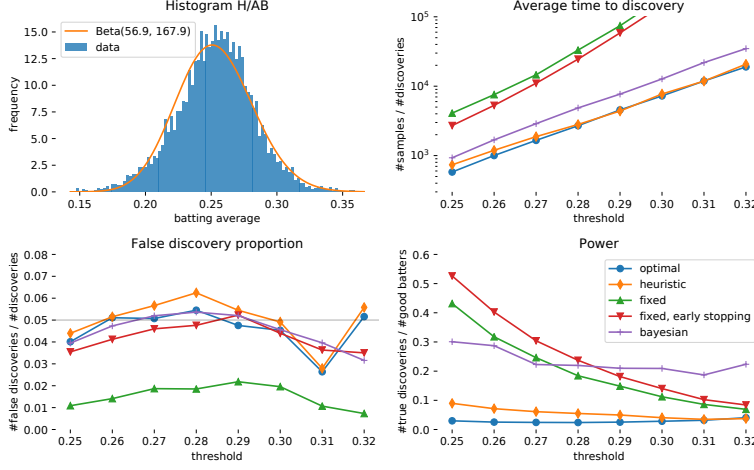 Histogram H/AB
Beta(56.9, 167.9)
data
frequency
15.0
12.5
10.0
7.5
5.0
2.5
0.0
0.15 0.20 0.25 0.30 0.35
batting average
Average time to discovery
#samples / #discoveries
10^5
10^4
10^3
0.25 0.26 0.27 0.28 0.29 0.30 0.31 0.32
threshold
False discovery proportion
#false discoveries / #discoveries
0.08
0.07
0.06
0.05
0.04
0.03
0.02
0.01
0.00
0.25 0.26 0.27 0.28 0.29 0.30 0.31 0.32
threshold
Power
#true discoveries / #good batters
0.6
0.5
0.4
0.3
0.2
0.1
0.0
optimal
heuristic
fixed
fixed, early stopping
bayesian
0.25 0.26 0.27 0.28 0.29 0.30 0.31 0.32
threshold